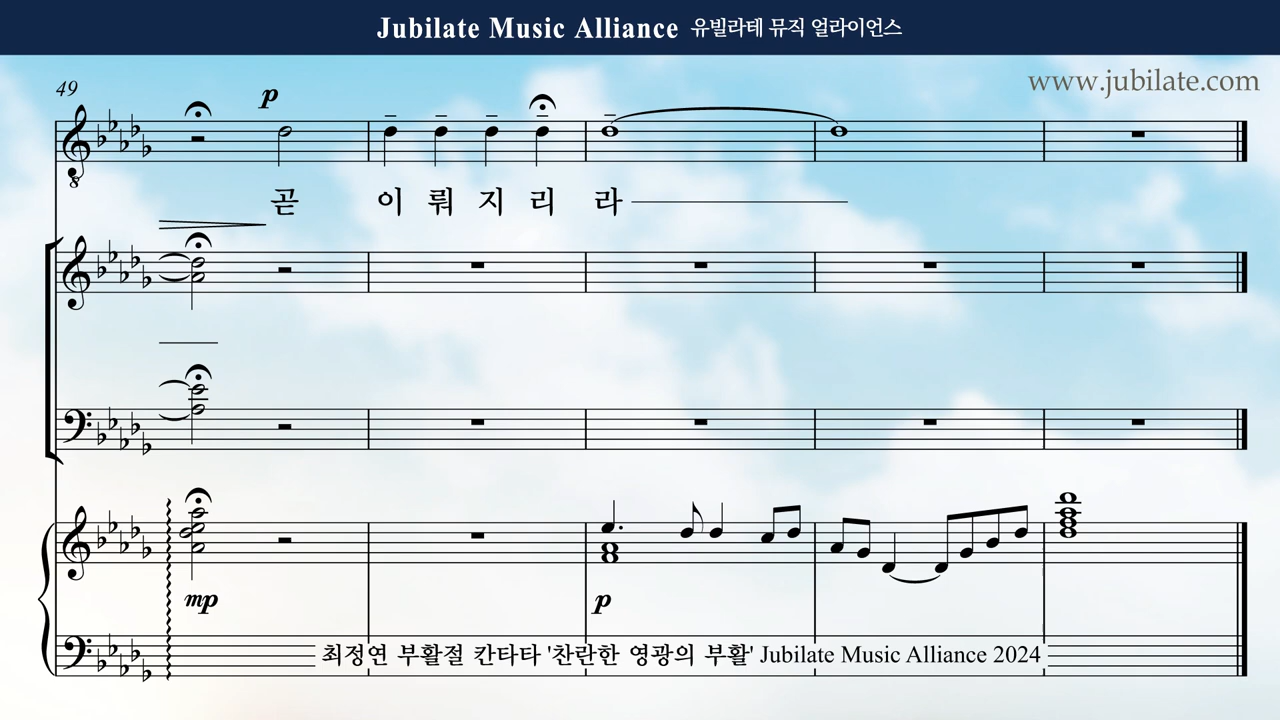 Jubilate Music Alliance 유빌라테 뮤직 얼라이언스
www.jubilate.com
49
p
곧 이 뤄 지 리 라
mp
p
최정연 부활절 칸타타 '찬란한 영광의 부활' Jubilate Music Alliance 2024